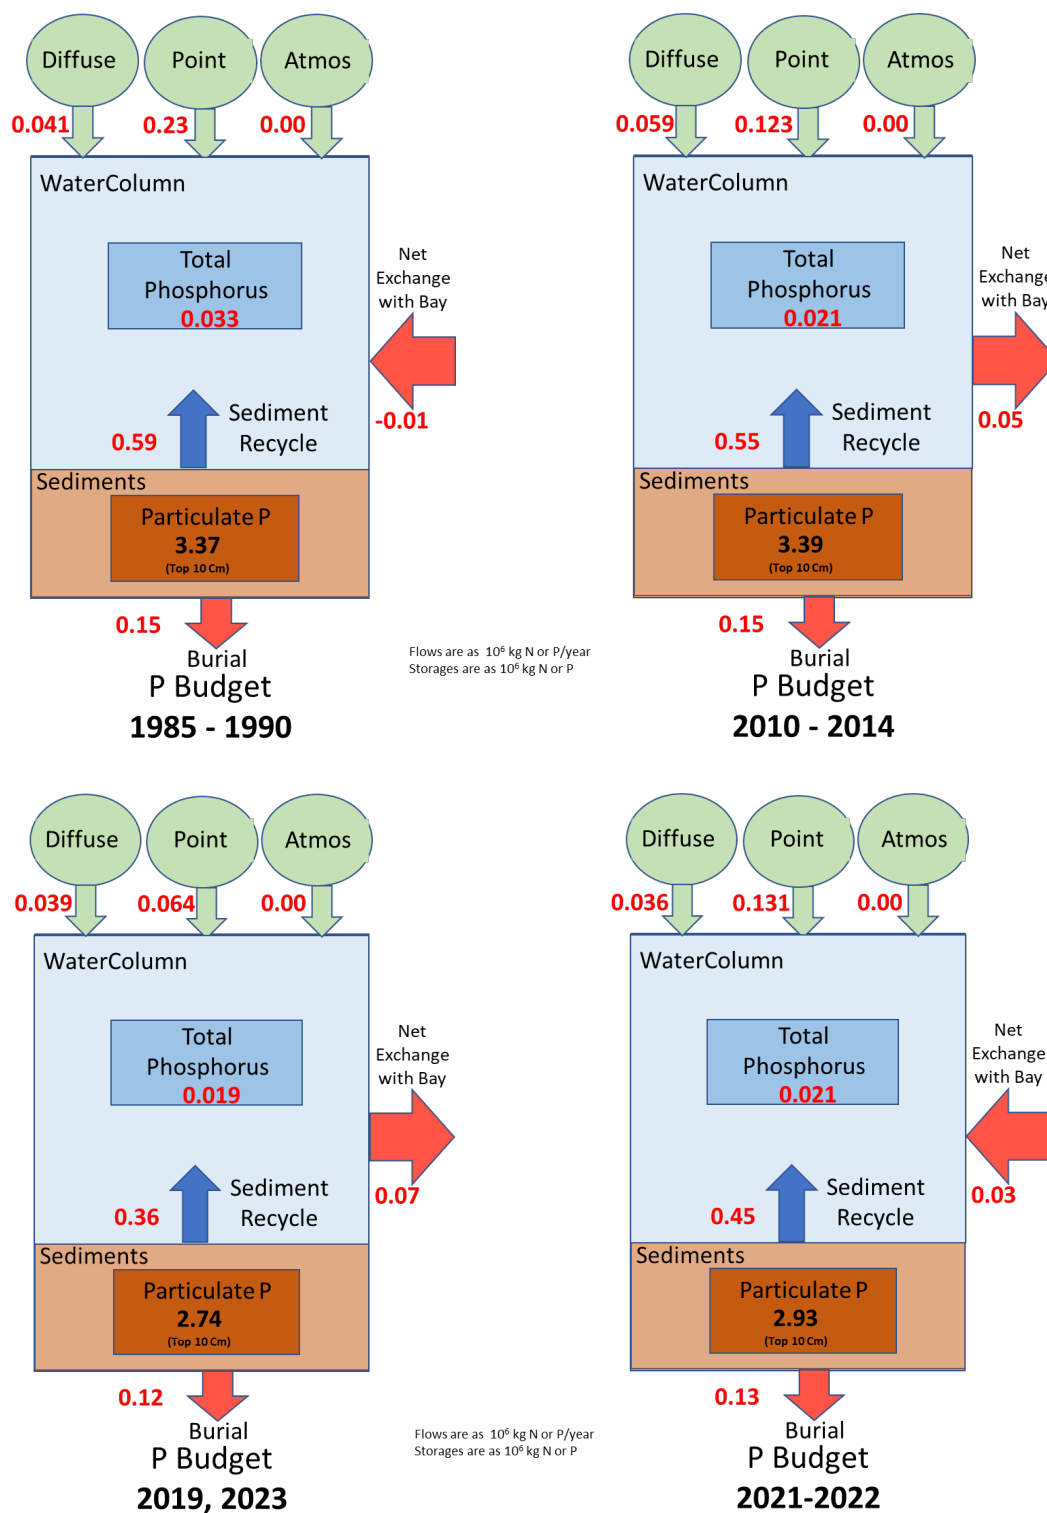 Diffuse
Point
Atmos
0.041
0.23
0.00
WaterColumn
Total
Phosphorus
0.033
Net
Exchange
with Bay
-0.01
0.59
Sediment
Recycle
Sediments
Particulate P
3.37
(Top 10 Cm)
0.15
Burial
P Budget
1985 - 1990
Diffuse
Point
Atmos
0.059
0.123
0.00
WaterColumn
Total
Phosphorus
0.021
Net
Exchange
with Bay
0.05
0.55
Sediment
Recycle
Sediments
Particulate P
3.39
(Top 10 Cm)
0.15
Burial
P Budget
2010 - 2014
Flows are as 10⁶ kg N or P/year
Storages are as 10⁶ kg N or P
Diffuse
Point
Atmos
0.039
0.064
0.00
WaterColumn
Total
Phosphorus
0.019
Net
Exchange
with Bay
0.07
0.36
Sediment
Recycle
Sediments
Particulate P
2.74
(Top 10 Cm)
0.12
Burial
P Budget
2019, 2023
Diffuse
Point
Atmos
0.036
0.131
0.00
WaterColumn
Total
Phosphorus
0.021
Net
Exchange
with Bay
0.03
0.45
Sediment
Recycle
Sediments
Particulate P
2.93
(Top 10 Cm)
0.13
Burial
P Budget
2021-2022
Flows are as 10⁶ kg N or P/year
Storages are as 10⁶ kg N or P